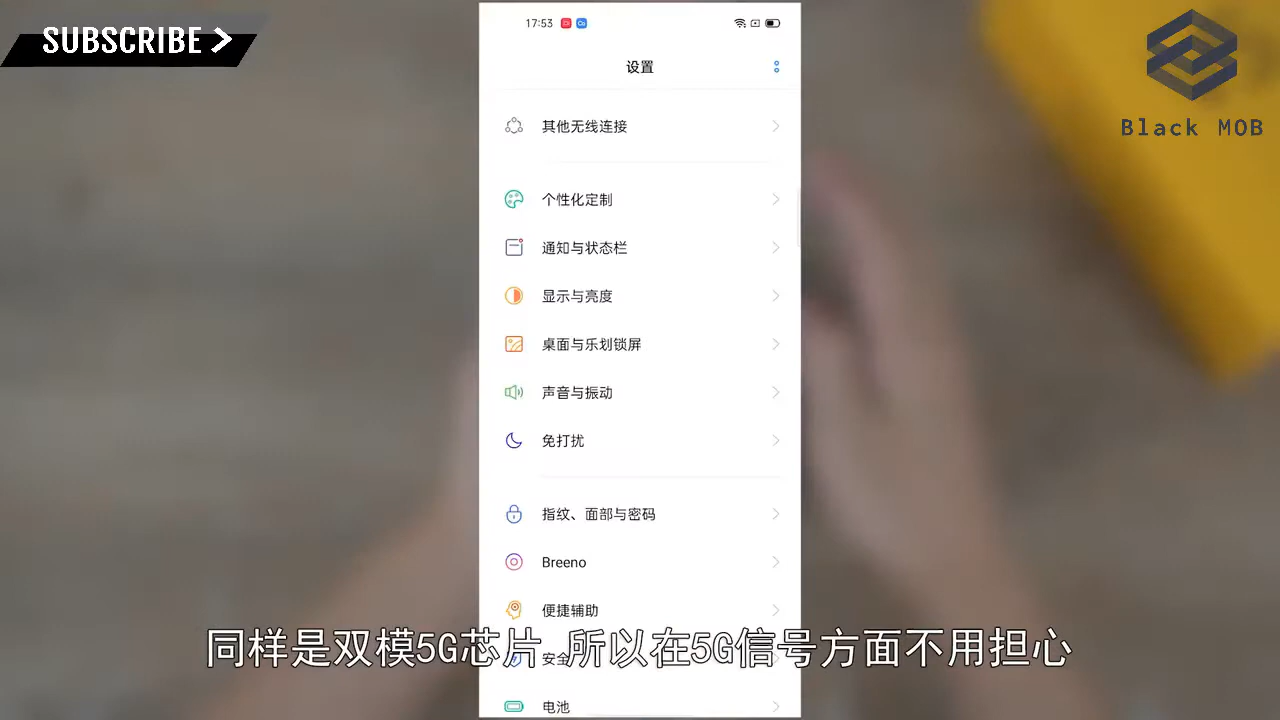 SUBSCRIBE
Black MOB
17:53
设置
其他无线连接
个性化定制
通知与状态栏
显示与亮度
桌面与乐划锁屏
声音与振动
免打扰
指纹、面部与密码
Breeno
便捷辅助
安全
同样是双模5G芯片 所以在5G信号方面不用担心
电池